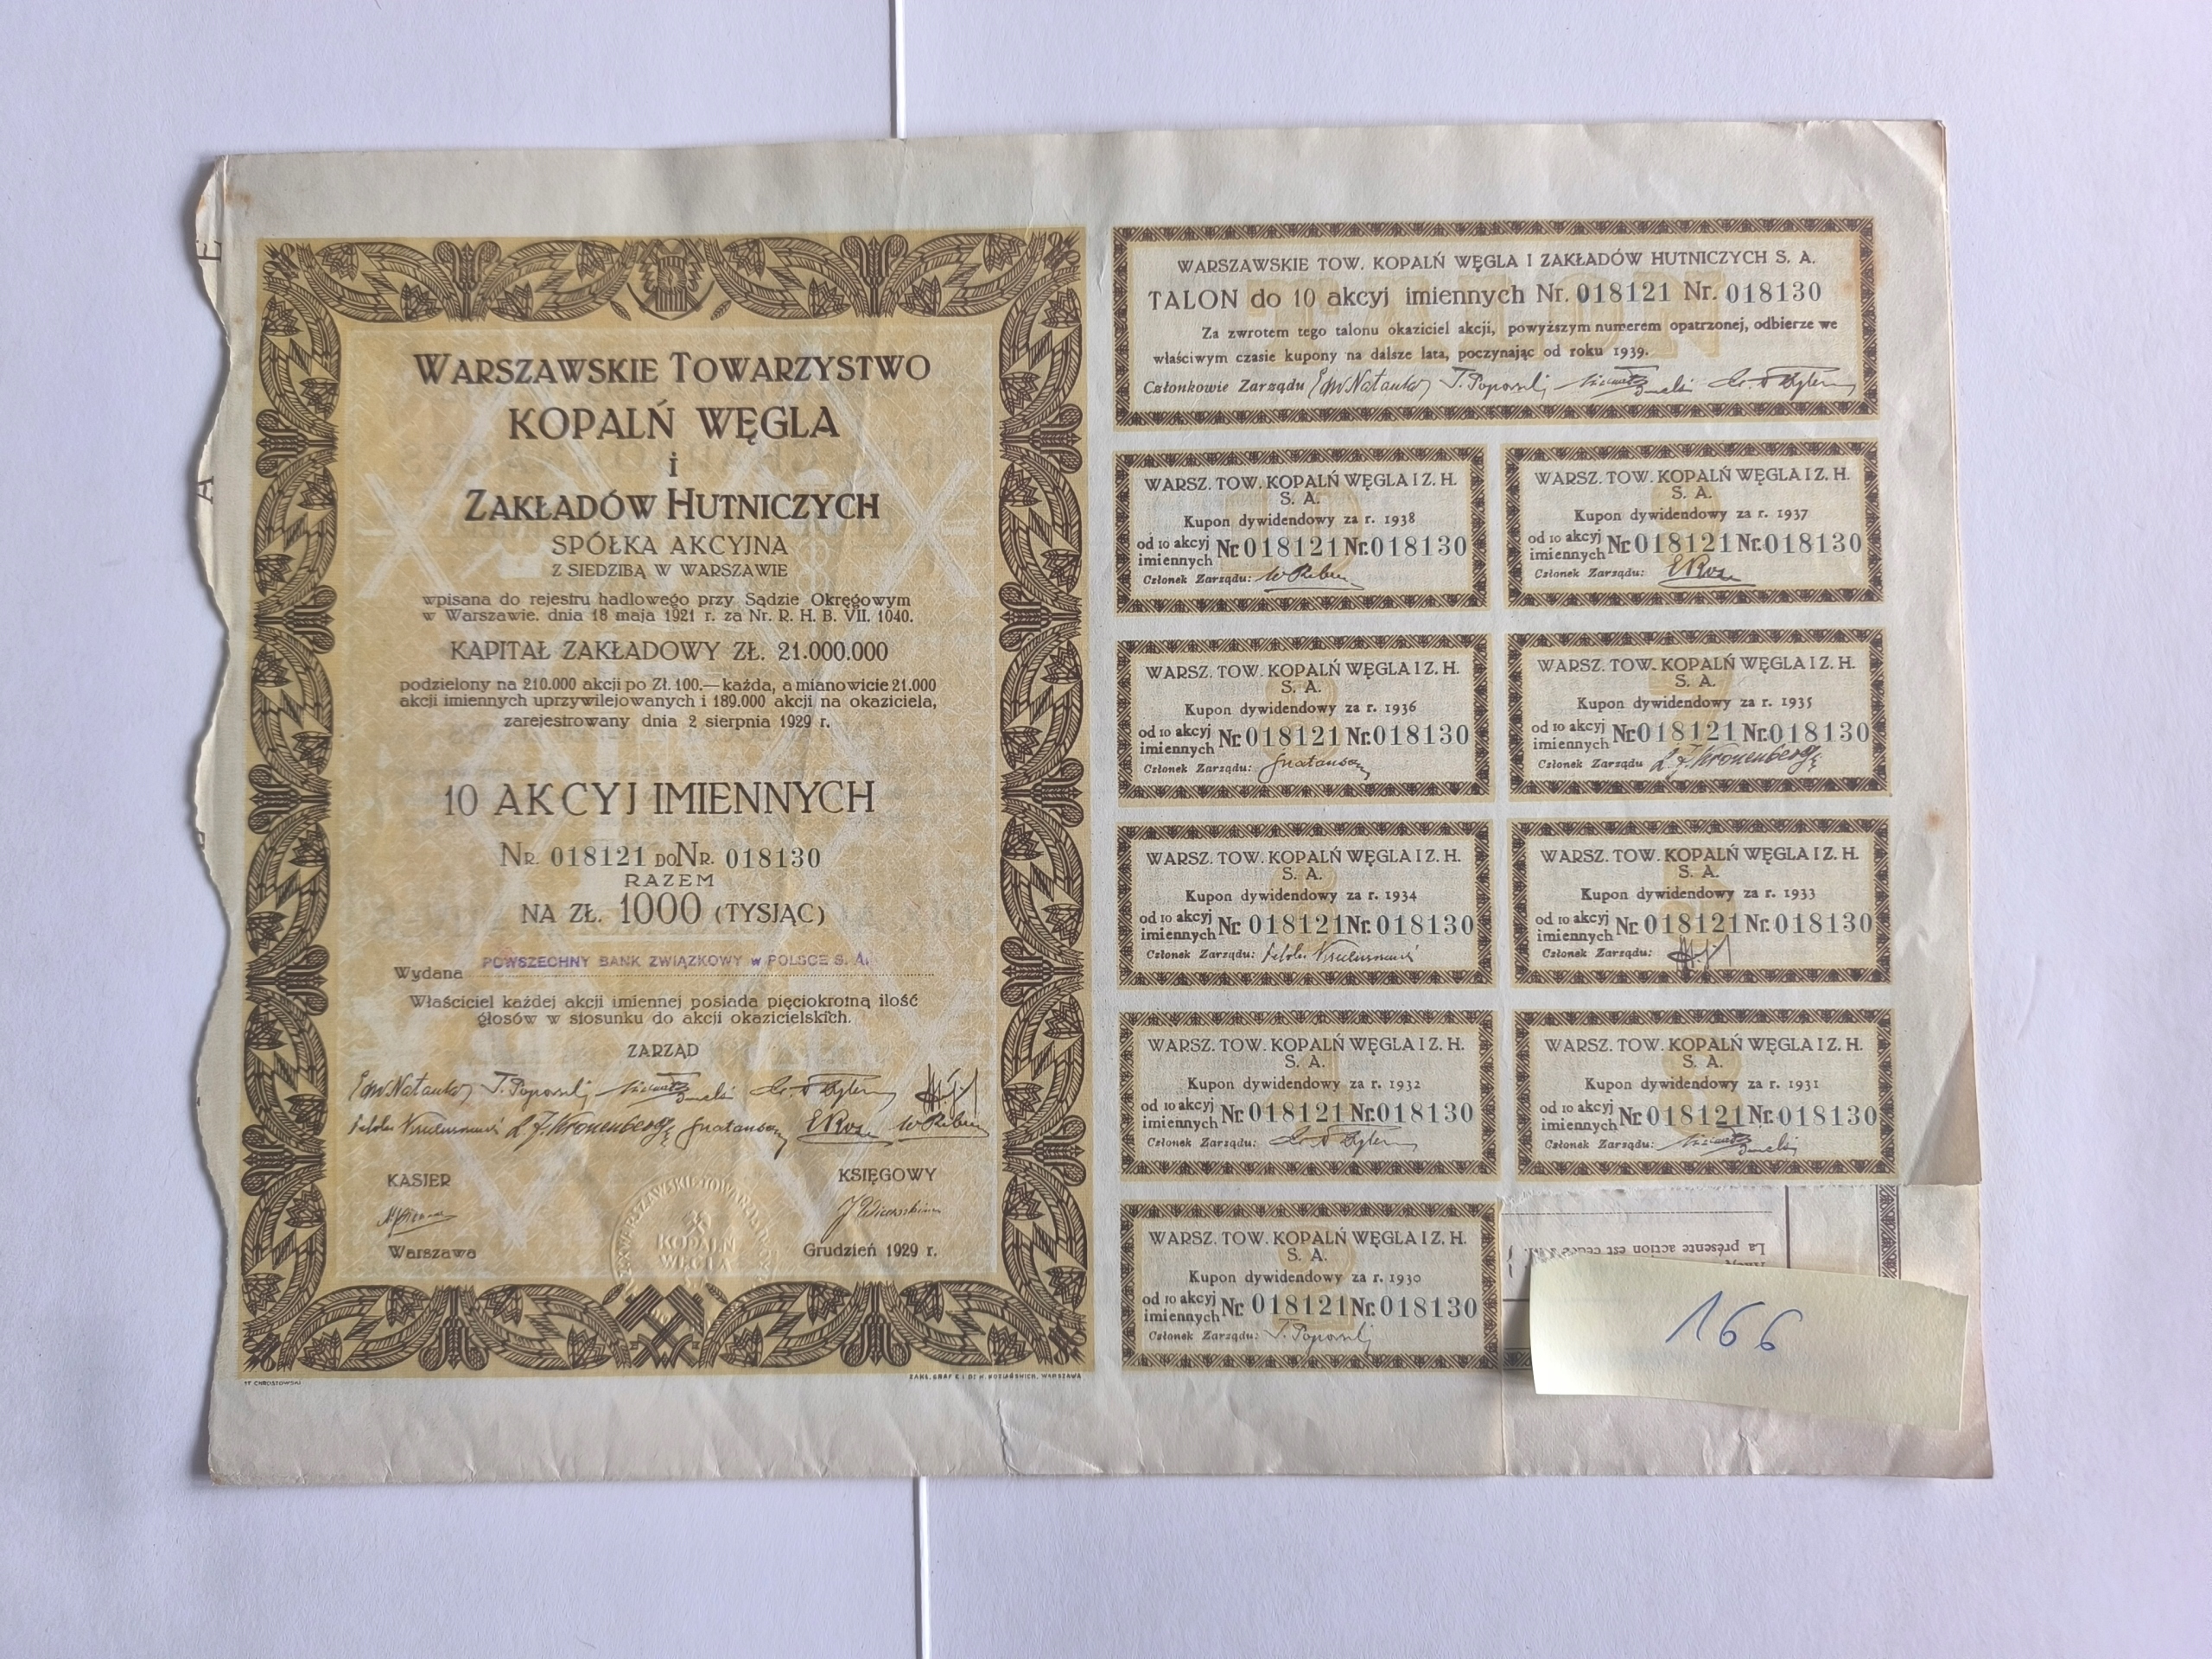 WARSZAWSKIE TOWARZYSTWO
KOPALŃ WĘGLA
i
ZAKŁADÓW HUTNICZYCH
SPÓŁKA AKCYJNA
Z SIEDZIBĄ W WARSZAWIE
wpisana do rejestru hadlowego przy Sądzie Okręgowym
w Warszawie. dnia 18 maja 1921 r. za Nr. R. H. B. VII. 1040.
KAPITAŁ ZAKŁADOWY ZŁ. 21.000.000
podzielony na 210.000 akcji po Zł. 100.— każda, a mianowicie 21.000
akcji imiennych uprzywilejowanych i 189.000 akcji na okaziciela,
zarejestrowany dnia 2 sierpnia 1929 r.
10 AKCYJ IMIENNYCH
NR. 018121 DO NR. 018130
RAZEM
NA ZŁ. 1000 (TYSIĄC)
Wydana POWSZECHNY BANK ZWIĄZKOWY w POLSCE S. A.
Właściciel każdej akcji imiennej posiada pięciokrotną ilość
głosów w stosunku do akcji okazicielskich.
ZARZĄD
L. J. Kronenberg
KASJER
KSIĘGOWY
Warszawa
Grudzień 1929 r.
KOPALŃ
WĘGLA
WARSZAWSKIE TOW. KOPALŃ WĘGLA I ZAKŁADÓW HUTNICZYCH S. A.
TALON do 10 akcyj imiennych Nr. 018121 Nr. 018130
Za zwrotem tego talonu okaziciel akcji, powyższym numerem opatrzonej, odbierze we
właściwym czasie kupony na dalsze lata, poczynając od roku 1939.
Członkowie Zarządu
WARSZ. TOW. KOPALŃ WĘGLA I Z. H.
S. A.
Kupon dywidendowy za r. 1938
od 10 akcyj
imiennych Nr. 018121 Nr. 018130
Członek Zarządu:
WARSZ. TOW. KOPALŃ WĘGLA I Z. H.
S. A.
Kupon dywidendowy za r. 1937
od 10 akcyj
imiennych Nr. 018121 Nr. 018130
Członek Zarządu:
WARSZ. TOW. KOPALŃ WĘGLA I Z. H.
S. A.
Kupon dywidendowy za r. 1936
od 10 akcyj
imiennych Nr. 018121 Nr. 018130
Członek Zarządu:
WARSZ. TOW. KOPALŃ WĘGLA I Z. H.
S. A.
Kupon dywidendowy za r. 1935
od 10 akcyj
imiennych Nr. 018121 Nr. 018130
Członek Zarządu L. J. Kronenberg
WARSZ. TOW. KOPALŃ WĘGLA I Z. H.
S. A.
Kupon dywidendowy za r. 1934
od 10 akcyj
imiennych Nr. 018121 Nr. 018130
Członek Zarządu:
WARSZ. TOW. KOPALŃ WĘGLA I Z. H.
S. A.
Kupon dywidendowy za r. 1933
od 10 akcyj
imiennych Nr. 018121 Nr. 018130
Członek Zarządu:
WARSZ. TOW. KOPALŃ WĘGLA I Z. H.
S. A.
Kupon dywidendowy za r. 1932
od 10 akcyj
imiennych Nr. 018121 Nr. 018130
Członek Zarządu:
WARSZ. TOW. KOPALŃ WĘGLA I Z. H.
S. A.
Kupon dywidendowy za r. 1931
od 10 akcyj
imiennych Nr. 018121 Nr. 018130
Członek Zarządu:
WARSZ. TOW. KOPALŃ WĘGLA I Z. H.
S. A.
Kupon dywidendowy za r. 1930
od 10 akcyj
imiennych Nr. 018121 Nr. 018130
Członek Zarządu:
La présente action est
166